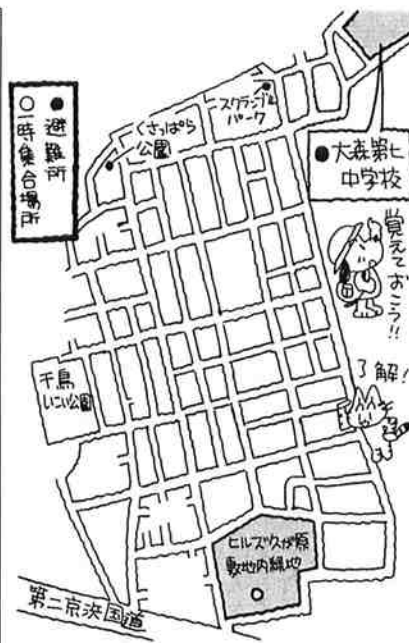 ●避難所
○一時集合場所
スクランブル
パーク
くさっぱら
公園
●大森第七
中学校
覚えておこう!!
了解!
千鳥
いこい公園
ヒルズ久が原
敷地内緑地
第二京浜国道